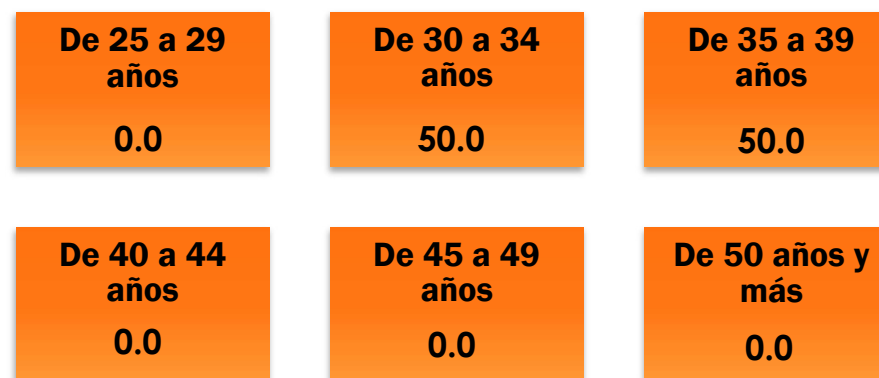 De 25 a 29
años
0.0
De 30 a 34
años
50.0
De 35 a 39
años
50.0
De 40 a 44
años
0.0
De 45 a 49
años
0.0
De 50 años y
más
0.0